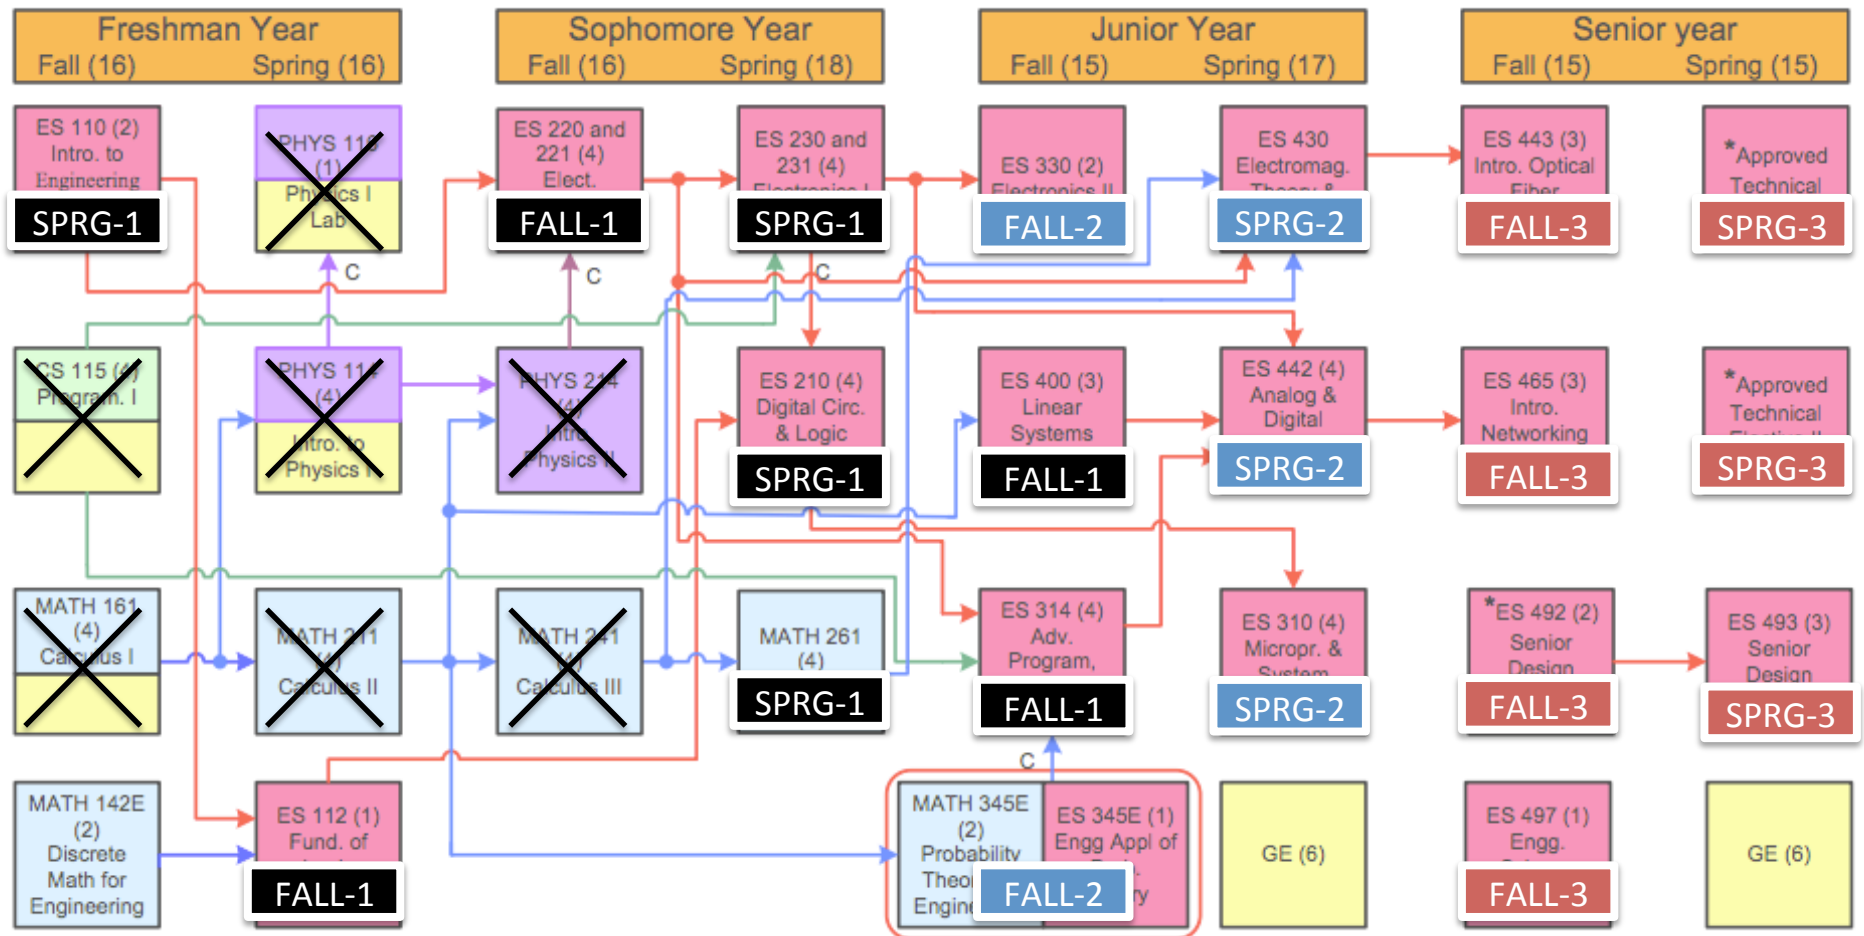 Freshman Year
Fall (16) Spring (16)
Sophomore Year
Fall (16) Spring (18)
Junior Year
Fall (15) Spring (17)
Senior year
Fall (15) Spring (15)
ES 110 (2)
Intro. to
Engineering
SPRG-1
PHYS 116
(1)
Physics I
Lab
ES 220 and
221 (4)
Elect.
FALL-1
ES 230 and
231 (4)
Electronics I
SPRG-1
ES 330 (2)
Electronics II
FALL-2
ES 430
Electromag.
Theory &
SPRG-2
ES 443 (3)
Intro. Optical
Fiber
FALL-3
*Approved
Technical
SPRG-3
C
C
C
CS 115 (4)
Program. I
PHYS 114
(4)
Intro. to
Physics I
PHYS 214
(4)
Intro
Physics II
ES 210 (4)
Digital Circ.
& Logic
SPRG-1
ES 400 (3)
Linear
Systems
FALL-1
ES 442 (4)
Analog &
Digital
SPRG-2
ES 465 (3)
Intro.
Networking
FALL-3
*Approved
Technical
Elective II
SPRG-3
MATH 161
(4)
Calculus I
MATH 211
(4)
Calculus II
MATH 241
(4)
Calculus III
MATH 261
(4)
SPRG-1
ES 314 (4)
Adv.
Program,
FALL-1
ES 310 (4)
Micropr. &
System
SPRG-2
*ES 492 (2)
Senior
Design
FALL-3
ES 493 (3)
Senior
Design
SPRG-3
C
MATH 142E
(2)
Discrete
Math for
Engineering
ES 112 (1)
Fund. of
FALL-1
MATH 345E
(2)
Probability
ES 345E (1)
Engg Appl of
FALL-2
GE (6)
ES 497 (1)
Engg.
FALL-3
GE (6)